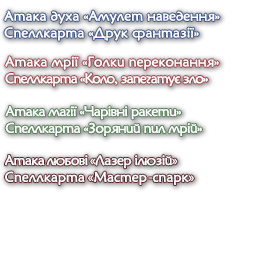 Атака духа «Амулет наведення»
Спеллкарта «Друк фантазії»
Атака мрії «Голки переконання»
Спеллкарта «Коло, запечатує зло»
Атака магії «Чарівні ракети»
Спеллкарта «Зоряний пил мрій»
Атака любові «Лазер ілюзій»
Спеллкарта «Мастер-спарк»